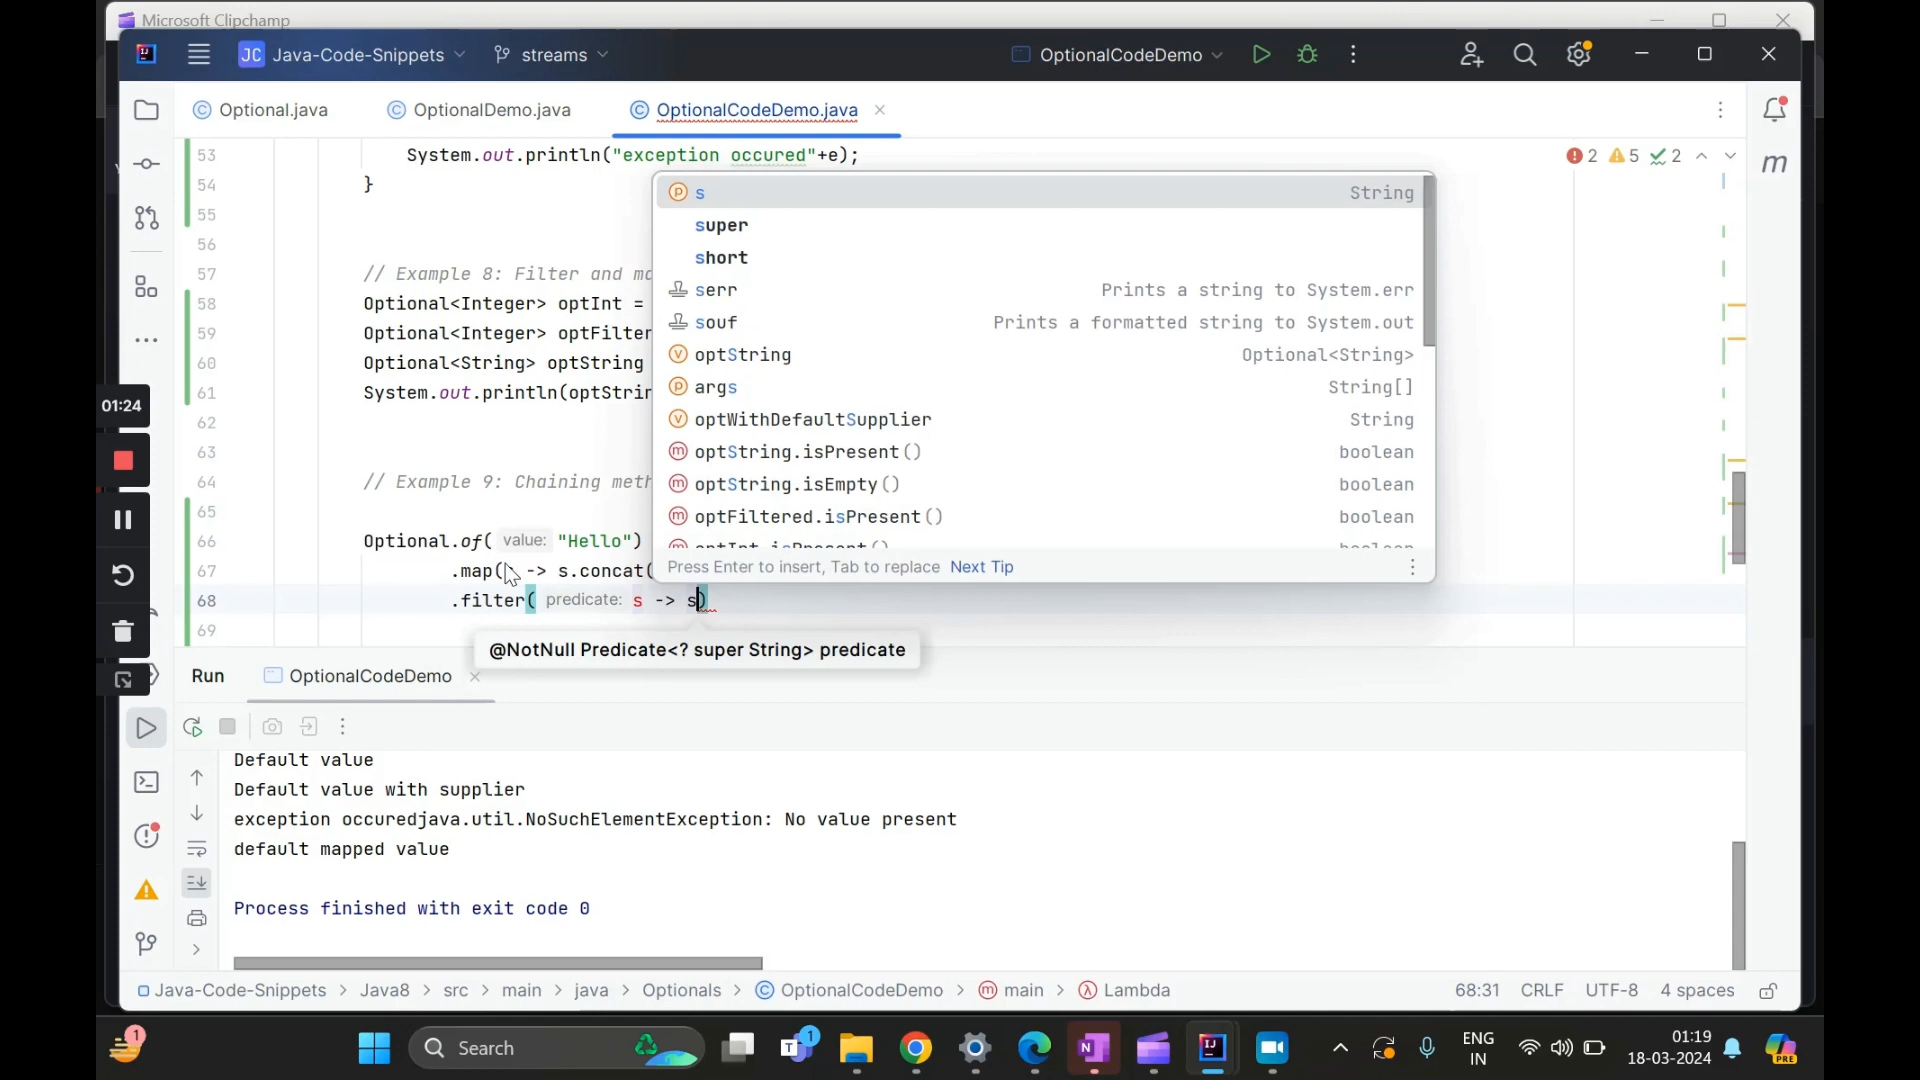 Microsoft Clipchamp
JC Java-Code-Snippets streams OptionalCodeDemo
Optional.java OptionalDemo.java OptionalCodeDemo.java
53 System.out.println("exception occured"+e); 2 5 2
54 }
55
56
57 // Example 8: Filter and ma
58 Optional<Integer> optInt =
59 Optional<Integer> optFilter
60 Optional<String> optString
61 System.out.println(optStrin
62
63
64 // Example 9: Chaining meth
65
66 Optional.of( value: "Hello")
67 .map( -> s.concat(
68 .filter( predicate: s -> s)
69
s String
super
short
serr Prints a string to System.err
souf Prints a formatted string to System.out
optString Optional<String>
args String[]
optWithDefaultSupplier String
optString.isPresent() boolean
optString.isEmpty() boolean
optFiltered.isPresent() boolean
optInt.isPresent() boolean
Press Enter to insert, Tab to replace Next Tip
@NotNull Predicate<? super String> predicate
01:24
Run OptionalCodeDemo
Default value
Default value with supplier
exception occuredjava.util.NoSuchElementException: No value present
default mapped value
Process finished with exit code 0
Java-Code-Snippets > Java8 > src > main > java > Optionals > OptionalCodeDemo > main > Lambda 68:31 CRLF UTF-8 4 spaces
1 Search 1 ENG 01:19
IN 18-03-2024 PRE